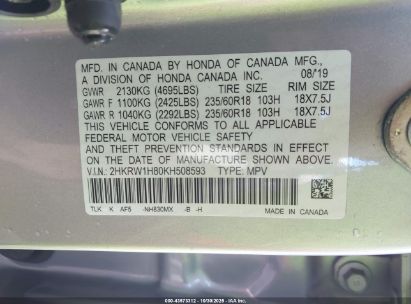 MFD. IN CANADA BY HONDA OF CANADA MFG.,
A DIVISION OF HONDA CANADA INC. 08/19
GVWR 2130KG (4695LBS) TIRE SIZE RIM SIZE
GAWR F 1100KG (2425LBS) 235/60R18 103H 18X7.5J
GAWR R 1040KG (2292LBS) 235/60R18 103H 18X7.5J
THIS VEHICLE CONFORMS TO ALL APPLICABLE
FEDERAL MOTOR VEHICLE SAFETY
AND THEFT PREVENTION STANDARDS
IN EFFECT ON THE DATE OF MANUFACTURE SHOWN ABOVE.
V.I.N.: 2HKRW1H80KH508593 TYPE: MPV
TLK K AF5 -NH830MX -B -H MADE IN CANADA